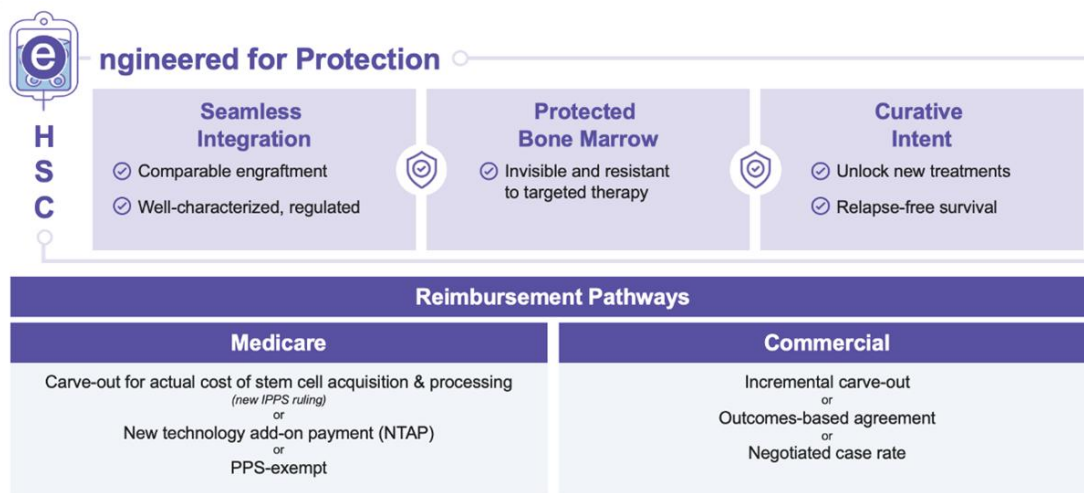 e ngineered for Protection
H
S
C
Seamless
Integration
Comparable engraftment
Well-characterized, regulated
Protected
Bone Marrow
Invisible and resistant
to targeted therapy
Curative
Intent
Unlock new treatments
Relapse-free survival
Reimbursement Pathways
Medicare
Carve-out for actual cost of stem cell acquisition & processing
(new IPPS ruling)
or
New technology add-on payment (NTAP)
or
PPS-exempt
Commercial
Incremental carve-out
or
Outcomes-based agreement
or
Negotiated case rate